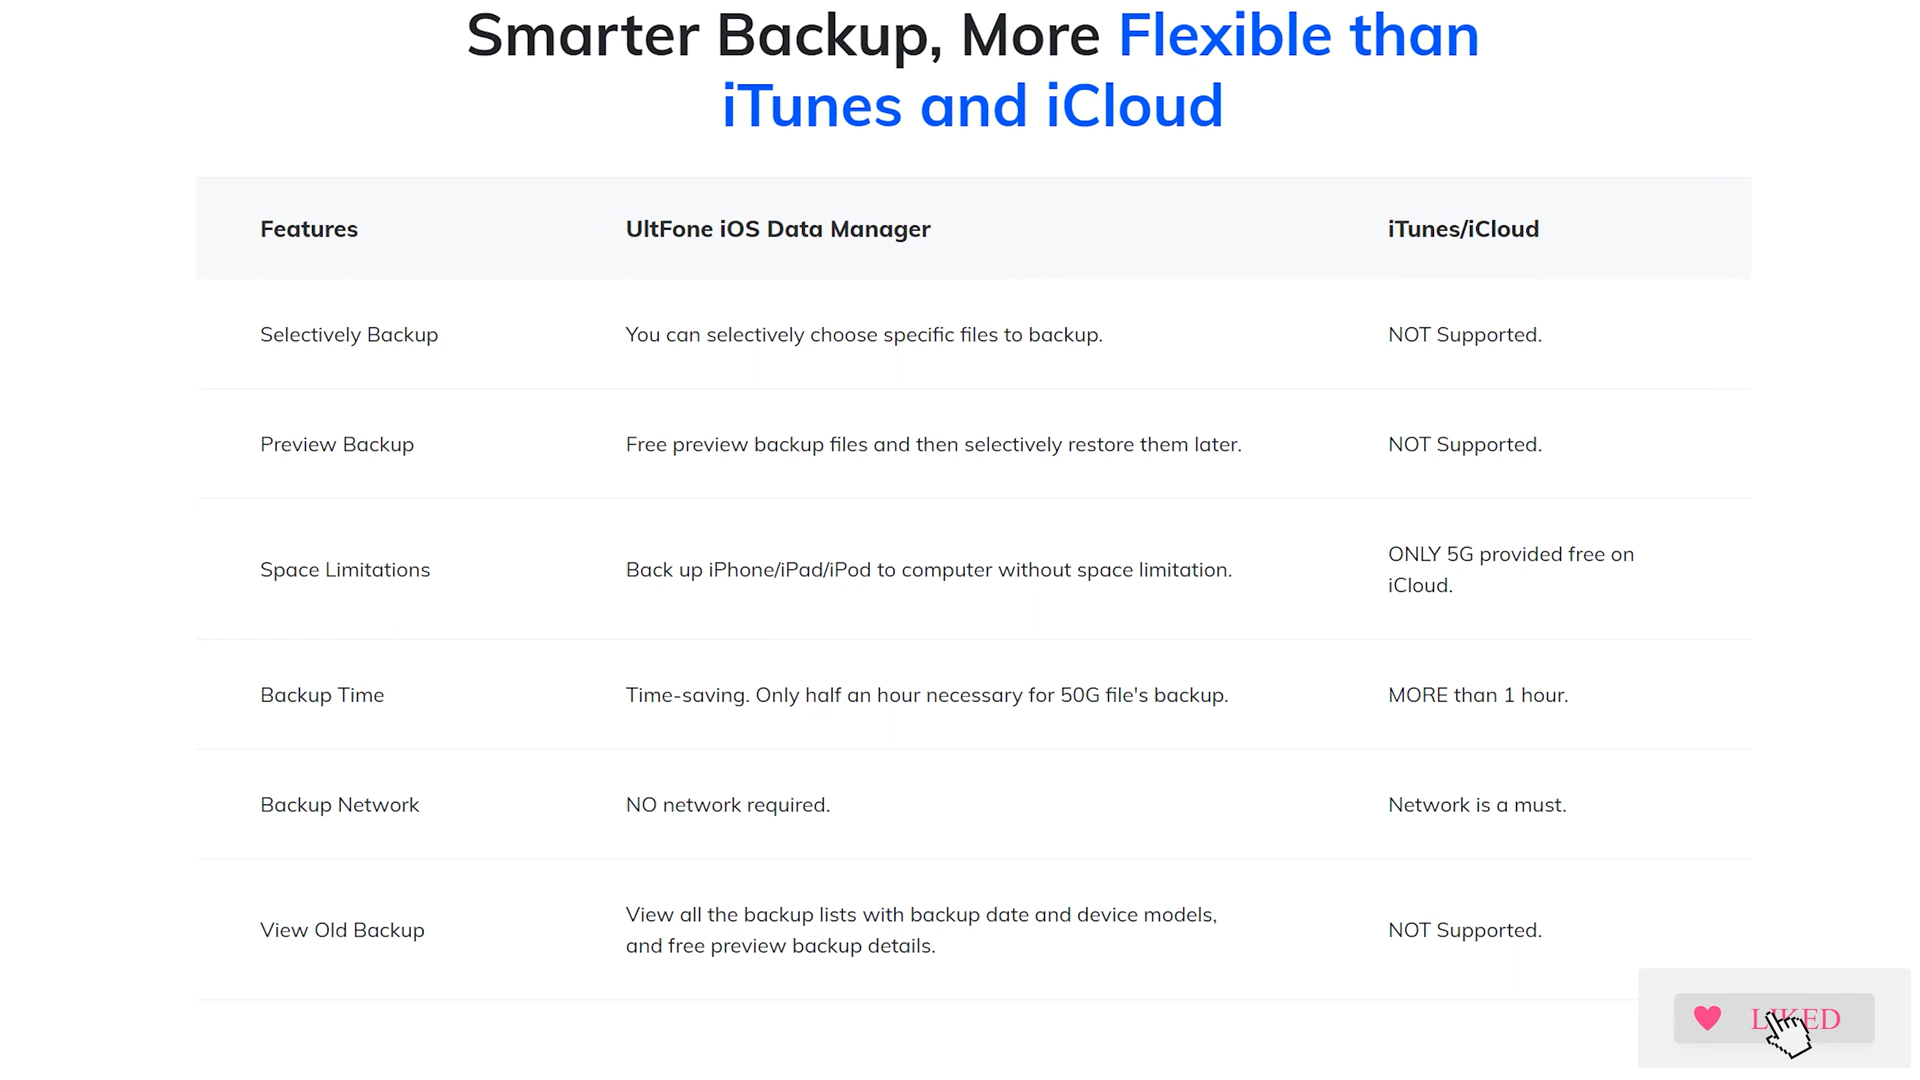 Smarter Backup, More Flexible than
iTunes and iCloud
Features UltFone iOS Data Manager iTunes/iCloud
Selectively Backup You can selectively choose specific files to backup. NOT Supported.
Preview Backup Free preview backup files and then selectively restore them later. NOT Supported.
Space Limitations Back up iPhone/iPad/iPod to computer without space limitation. ONLY 5G provided free on
iCloud.
Backup Time Time-saving. Only half an hour necessary for 50G file's backup. MORE than 1 hour.
Backup Network NO network required. Network is a must.
View Old Backup View all the backup lists with backup date and device models,
and free preview backup details. NOT Supported.
LIKED